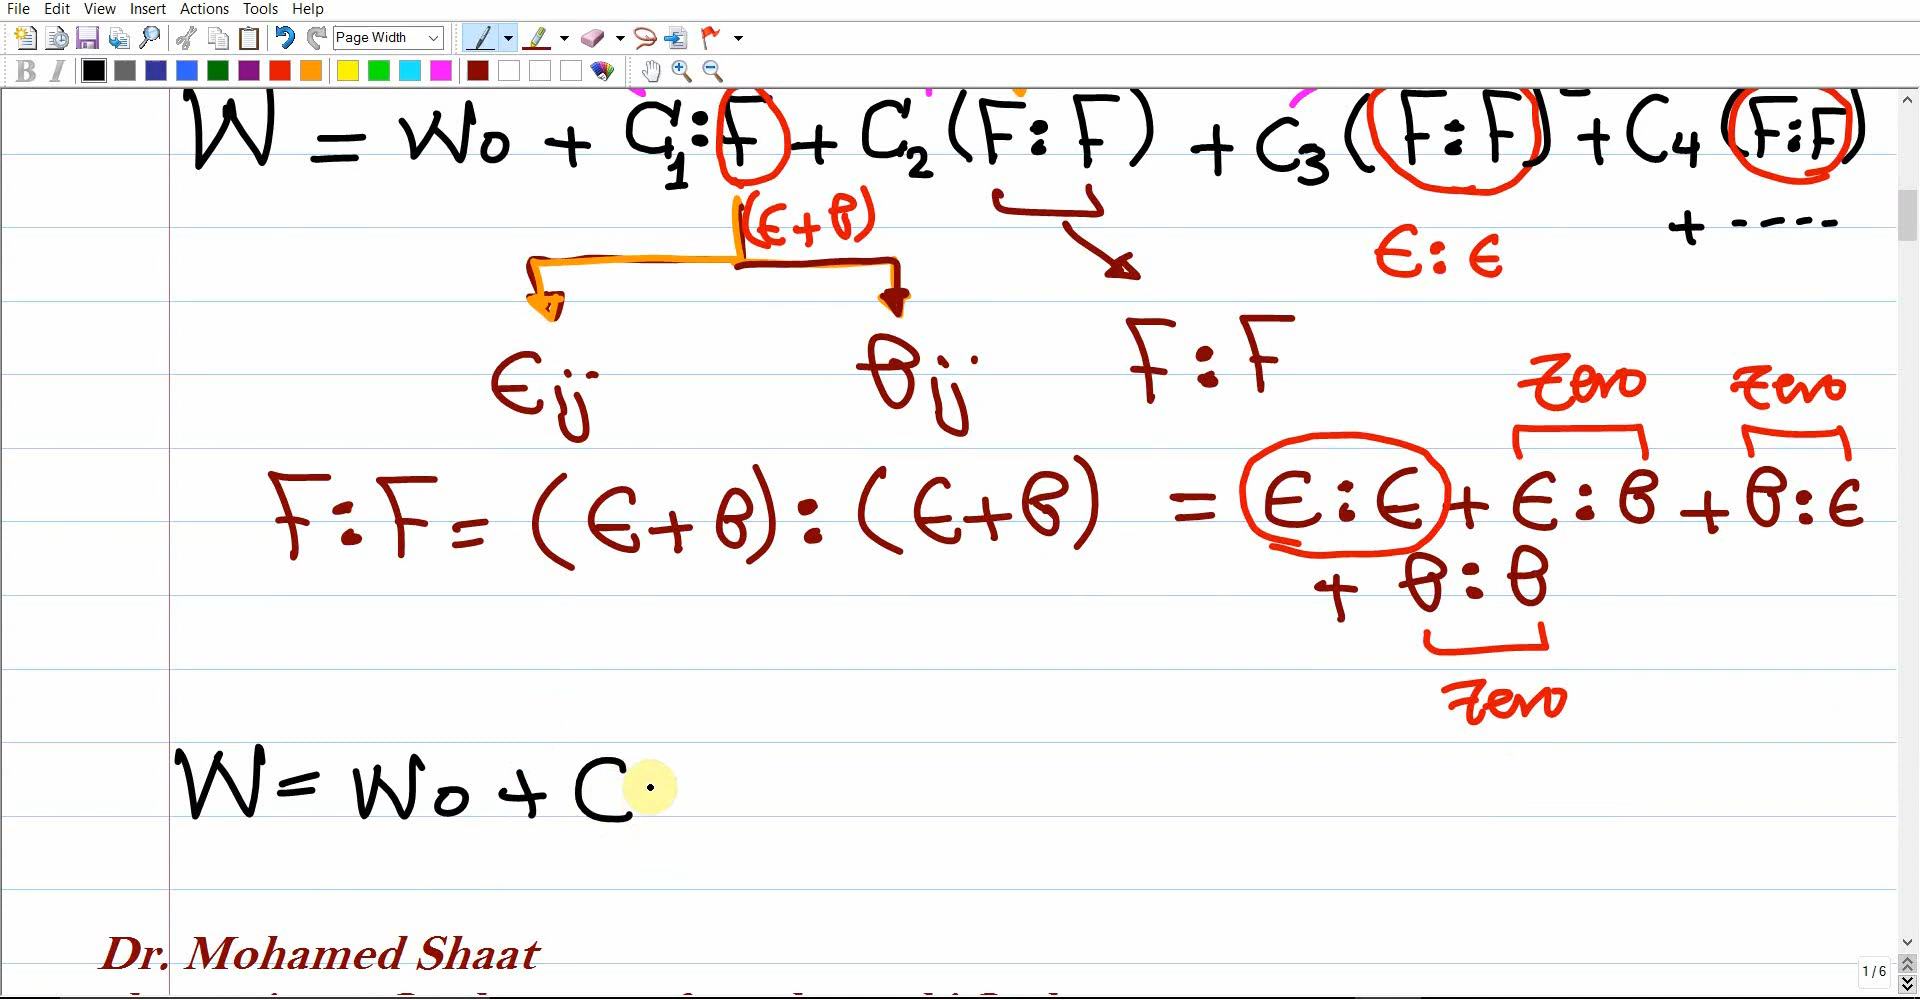 File Edit View Insert Actions Tools Help
Page Width
B I
W = Wo + C₁:F + C₂(F:F) + C₃(F:F) + C₄(F:F)
+ ----
(ϵ+β)
ϵ:ϵ
ϵij βij F:F
zero zero
F:F = (ϵ+β):(ϵ+β) = ϵ:ϵ + ϵ:β + β:ϵ
+ β:β
zero
W = Wo + C
Dr. Mohamed Shaat
1 / 6